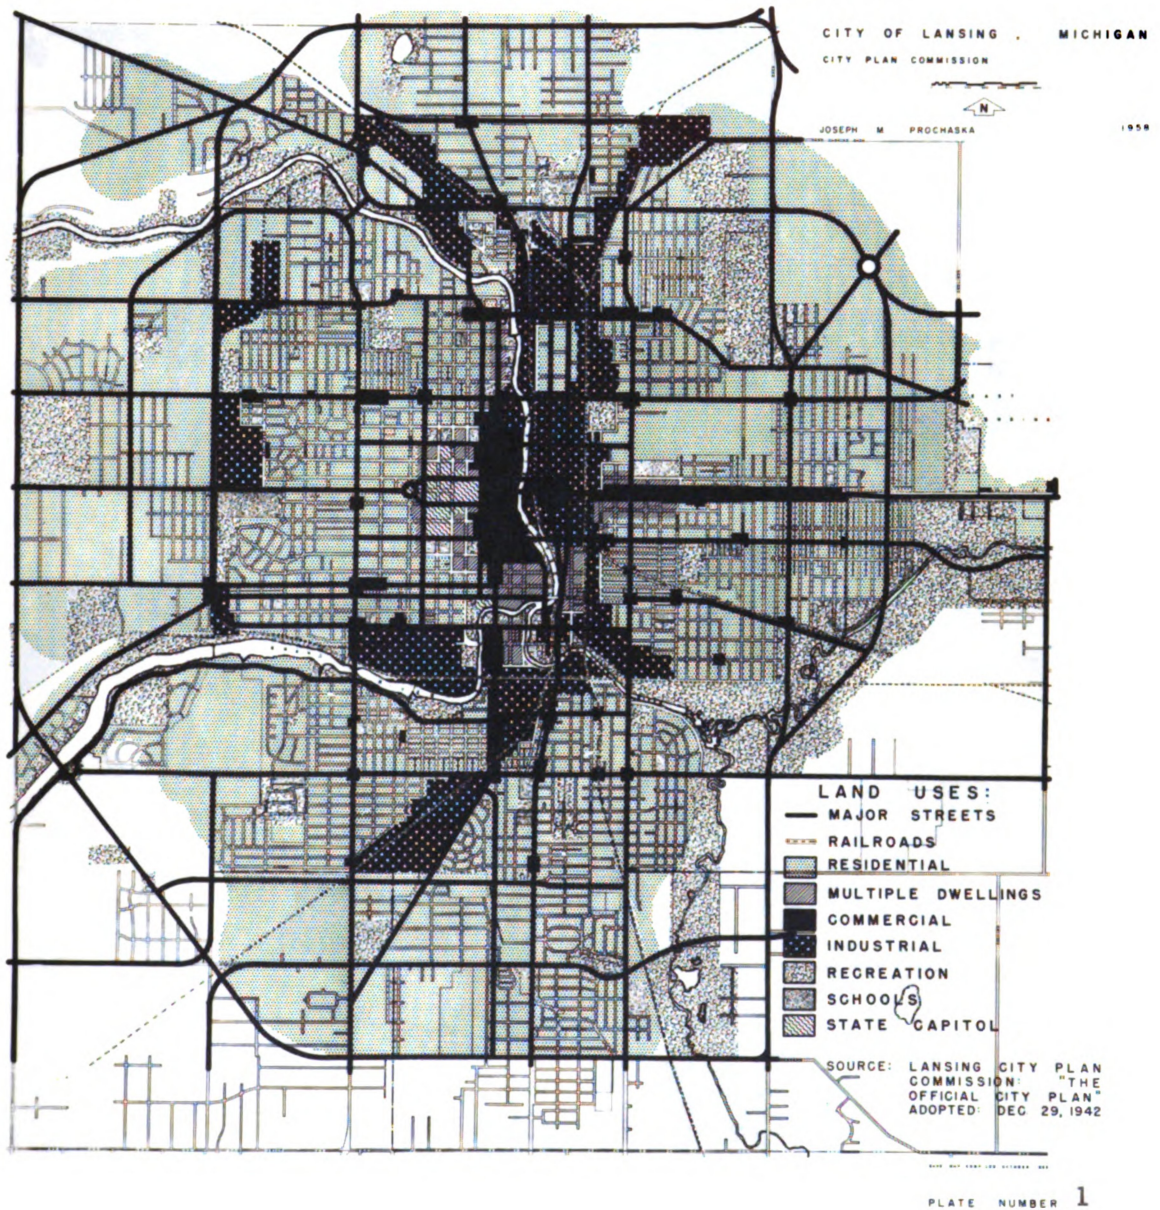 CITY OF LANSING , MICHIGAN
CITY PLAN COMMISSION
N
JOSEPH M PROCHASKA 1958
LAND USES:
MAJOR STREETS
RAILROADS
RESIDENTIAL
MULTIPLE DWELLINGS
COMMERCIAL
INDUSTRIAL
RECREATION
SCHOOLS
STATE CAPITOL
SOURCE: LANSING CITY PLAN
COMMISSION: "THE
OFFICIAL CITY PLAN"
ADOPTED: DEC 29, 1942
PLATE NUMBER 1